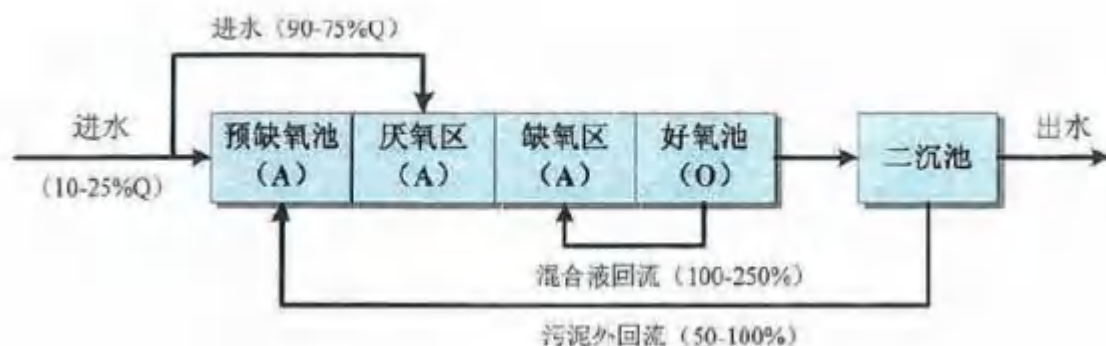 进水（90-75%Q）
进水
（10-25%Q）
预缺氧池
（A）
厌氧区
（A）
缺氧区
（A）
好氧池
（O）
二沉池
出水
混合液回流（100-250%）
污泥外回流（50-100%）